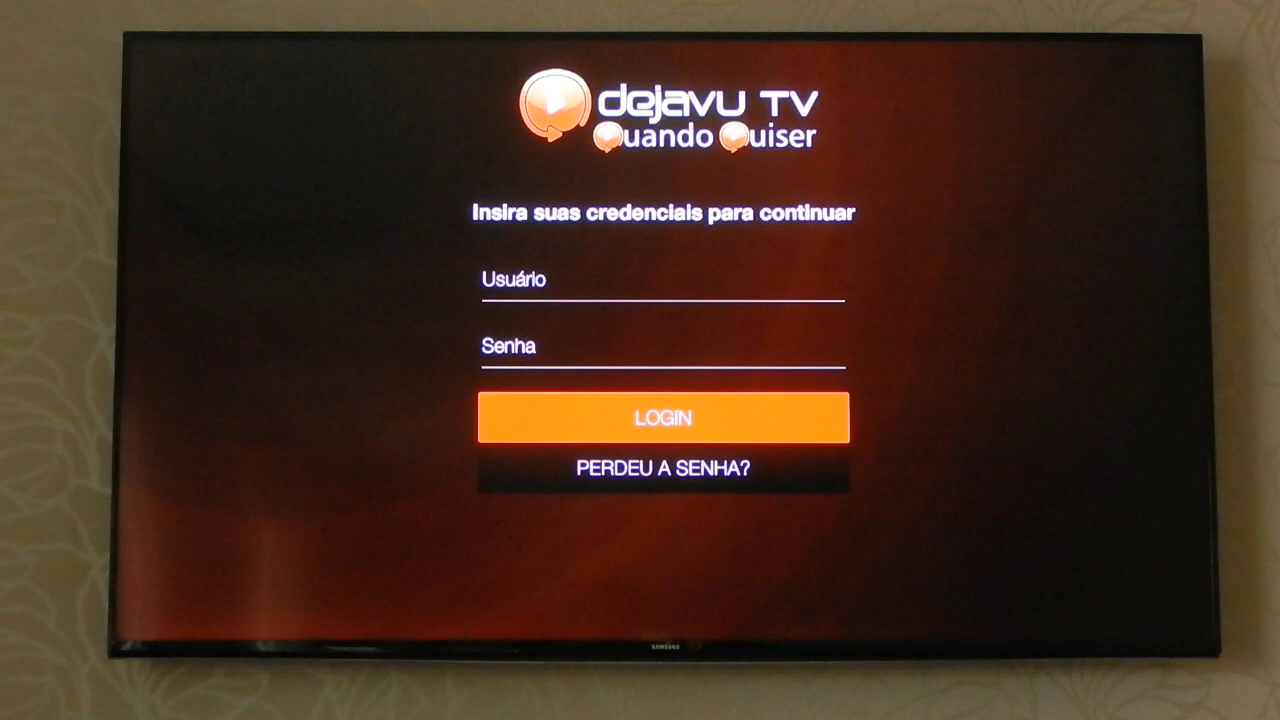 dejavu TV
Quando Quiser
Insira suas credenciais para continuar
Usuário
Senha
LOGIN
PERDEU A SENHA?
SAMSUNG